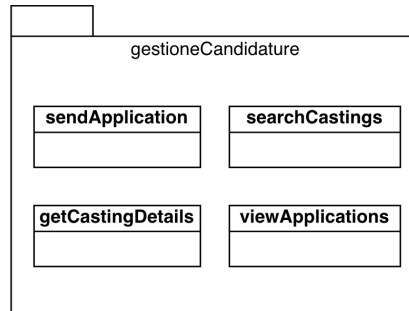 gestioneCandidature
sendApplication
searchCastings
getCastingDetails
viewApplications